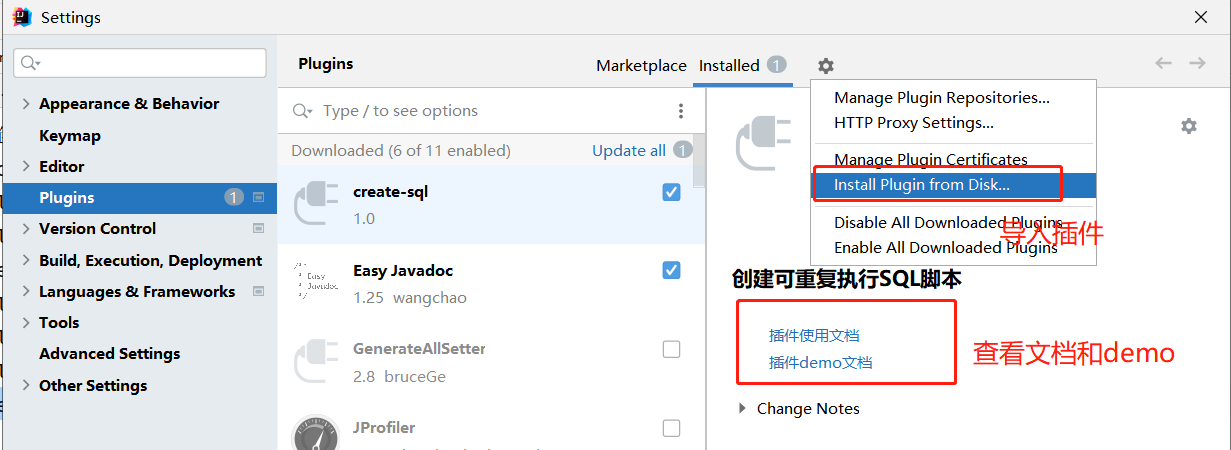 Settings
Plugins
Marketplace
Installed 1
Appearance & Behavior
Keymap
Editor
Plugins 1
Version Control
Build, Execution, Deployment
Languages & Frameworks
Tools
Advanced Settings
Other Settings
Type / to see options
Downloaded (6 of 11 enabled)
Update all 1
create-sql
1.0
Easy Javadoc
1.25 wangchao
GenerateAllSetter
2.8 bruceGe
JProfiler
Manage Plugin Repositories...
HTTP Proxy Settings...
Manage Plugin Certificates
Install Plugin from Disk...
Disable All Downloaded Plugins
Enable All Downloaded Plugins
导入插件
创建可重复执行SQL脚本
插件使用文档
插件demo文档
查看文档和demo
Change Notes